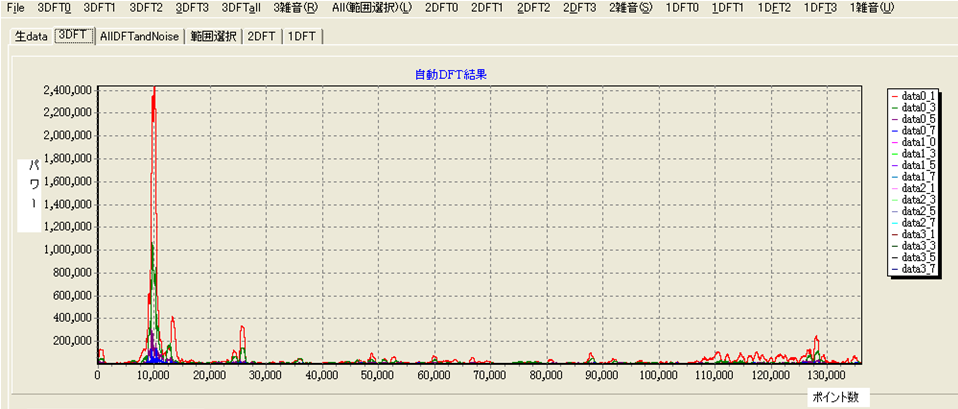 File 3DFT0 3DFT1 3DFT2 3DFT3 3DFTall 3雑音(R) All(範囲選択)(L) 2DFT0 2DFT1 2DFT2 2DFT3 2雑音(S) 1DFT0 1DFT1 1DFT2 1DFT3 1雑音(U)
生data 3DFT AllDFTandNoise 範囲選択 2DFT 1DFT
自動DFT結果
2,400,000
2,200,000
2,000,000
1,800,000
1,600,000
1,400,000
1,200,000
1,000,000
800,000
600,000
400,000
200,000
パワー
0 10,000 20,000 30,000 40,000 50,000 60,000 70,000 80,000 90,000 100,000 110,000 120,000 130,000
ポイント数
data0_1
data0_3
data0_5
data0_7
data1_0
data1_3
data1_5
data1_7
data2_1
data2_3
data2_5
data2_7
data3_1
data3_3
data3_5
data3_7